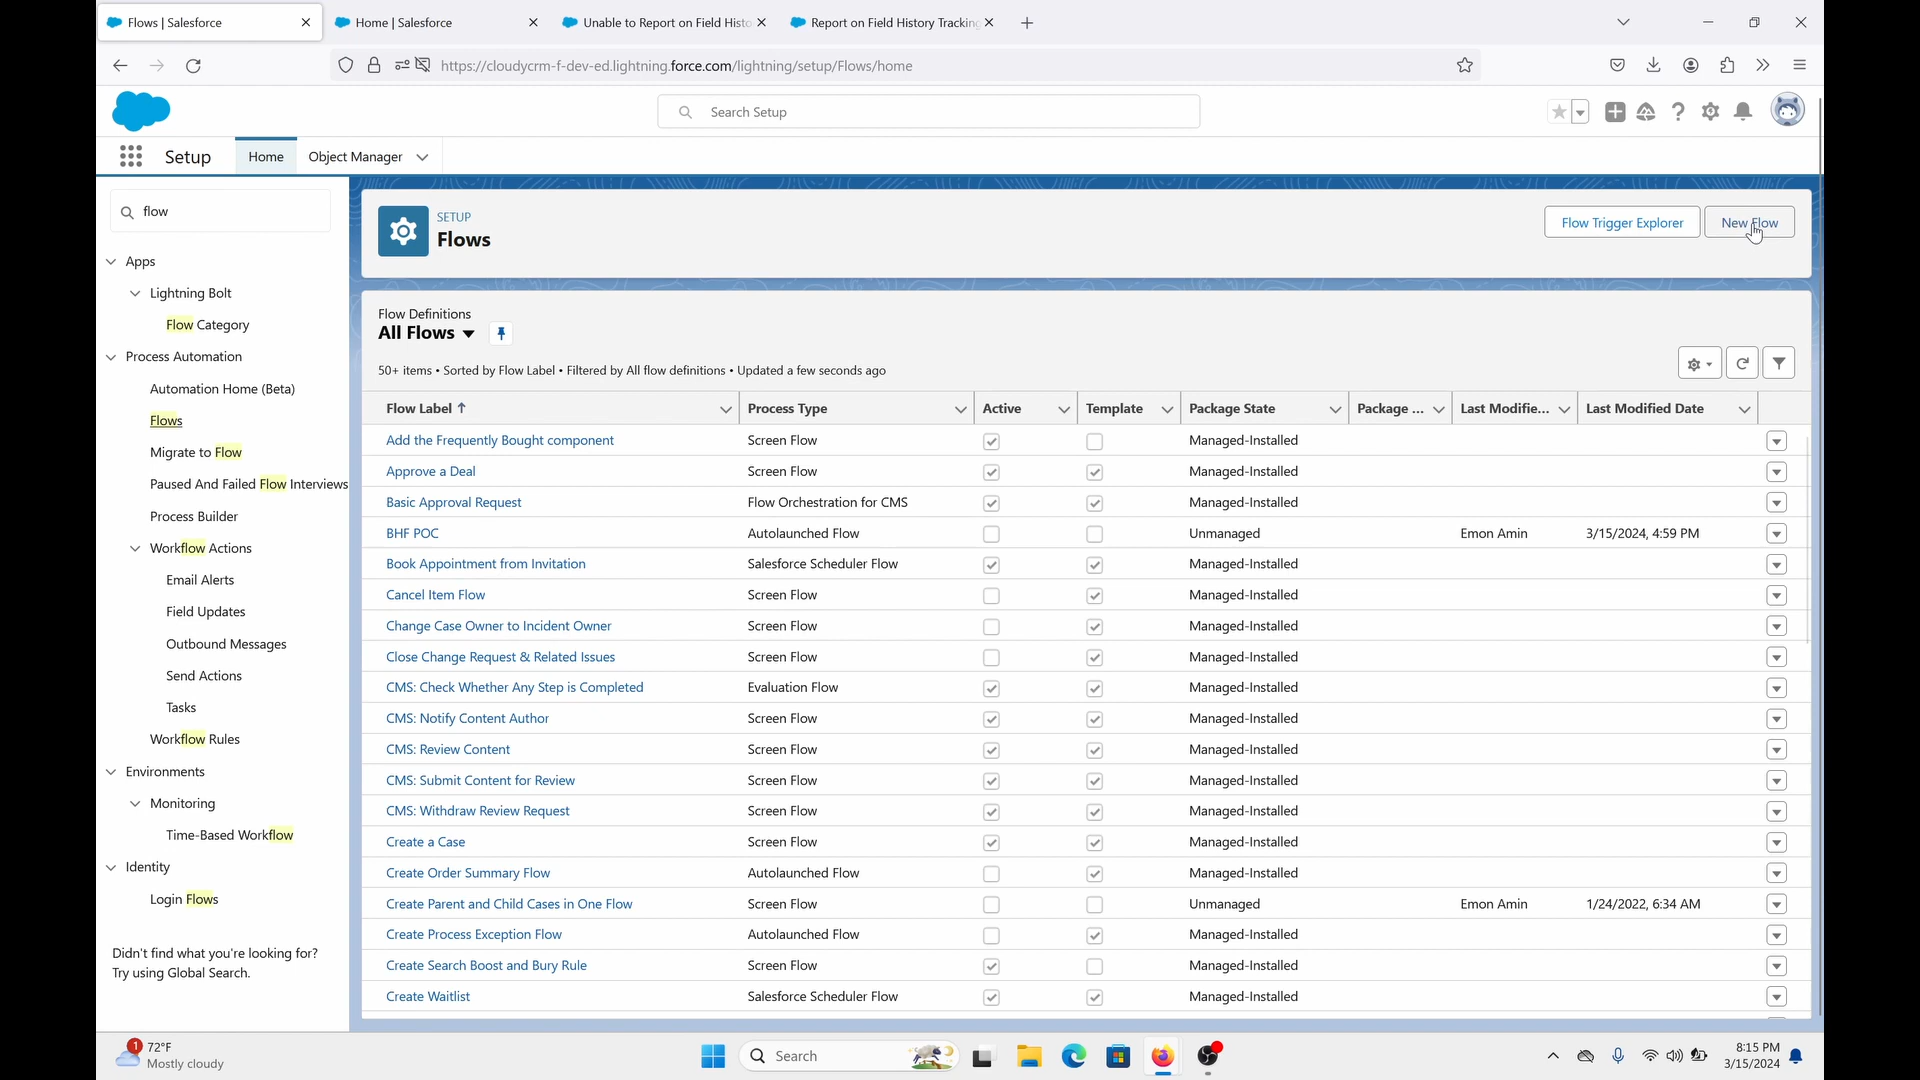 Flows | Salesforce
Home | Salesforce
Unable to Report on Field Histo
Report on Field History Tracking
https://cloudycrm-f-dev-ed.lightning.force.com/lightning/setup/Flows/home
Search Setup
Setup
Home
Object Manager
flow
Apps
Lightning Bolt
Flow Category
Process Automation
Automation Home (Beta)
Flows
Migrate to Flow
Paused And Failed Flow Interviews
Process Builder
Workflow Actions
Email Alerts
Field Updates
Outbound Messages
Send Actions
Tasks
Workflow Rules
Environments
Monitoring
Time-Based Workflow
Identity
Login Flows
Didn't find what you're looking for?
Try using Global Search.
SETUP
Flows
Flow Trigger Explorer
New Flow
Flow Definitions
All Flows
50+ items • Sorted by Flow Label • Filtered by All flow definitions • Updated a few seconds ago
Flow Label Process Type Active Template Package State Package ... Last Modifie... Last Modified Date
Add the Frequently Bought component Screen Flow Managed-Installed
Approve a Deal Screen Flow Managed-Installed
Basic Approval Request Flow Orchestration for CMS Managed-Installed
BHF POC Autolaunched Flow Unmanaged Emon Amin 3/15/2024, 4:59 PM
Book Appointment from Invitation Salesforce Scheduler Flow Managed-Installed
Cancel Item Flow Screen Flow Managed-Installed
Change Case Owner to Incident Owner Screen Flow Managed-Installed
Close Change Request & Related Issues Screen Flow Managed-Installed
CMS: Check Whether Any Step is Completed Evaluation Flow Managed-Installed
CMS: Notify Content Author Screen Flow Managed-Installed
CMS: Review Content Screen Flow Managed-Installed
CMS: Submit Content for Review Screen Flow Managed-Installed
CMS: Withdraw Review Request Screen Flow Managed-Installed
Create a Case Screen Flow Managed-Installed
Create Order Summary Flow Autolaunched Flow Managed-Installed
Create Parent and Child Cases in One Flow Screen Flow Unmanaged Emon Amin 1/24/2022, 6:34 AM
Create Process Exception Flow Autolaunched Flow Managed-Installed
Create Search Boost and Bury Rule Screen Flow Managed-Installed
Create Waitlist Salesforce Scheduler Flow Managed-Installed
1
72°F
Mostly cloudy
Search
8:15 PM
3/15/2024